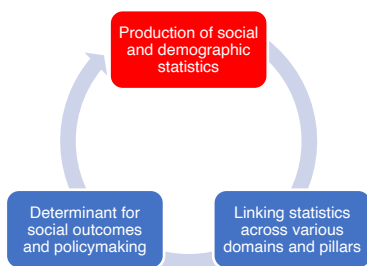 Production of social
and demographic
statistics
Determinant for
social outcomes
and policymaking
Linking statistics
across various
domains and pillars